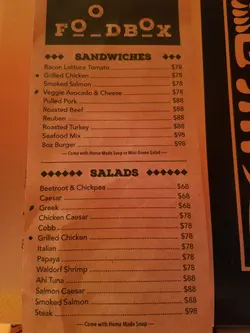 FOODBOX
SANDWICHES
Bacon Lettuce Tomato $78
Grilled Chicken $78
Smoked Salmon $78
Veggie Avocado & Cheese $78
Pulled Pork $88
Roasted Beef $88
Reuben $88
Roasted Turkey $88
Seafood Mix $98
Box Burger $98
— Come with Home Made Soup or Mini Green Salad —
SALADS
Beetroot & Chickpea $68
Caesar $68
Greek $68
Chicken Caesar $78
Cobb $78
Grilled Chicken $78
Italian $78
Papaya $78
Waldorf Shrimp $78
Ahi Tuna $88
Salmon Caesar $88
Smoked Salmon $88
Steak $98
— Come with Home Made Soup —